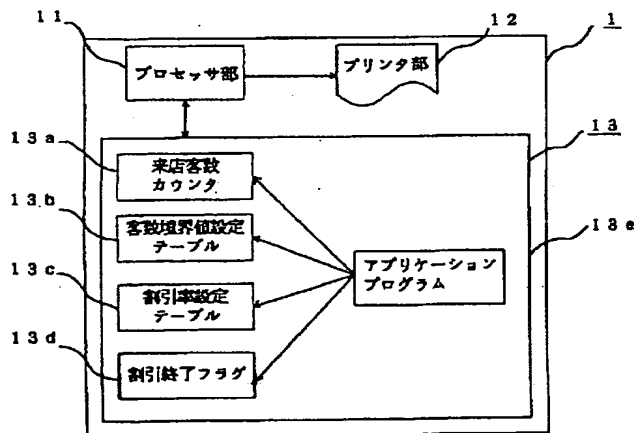 11
12
1
プロセッサ部
プリンタ部
13a
13
来店客数
カウンタ
13b
客数境界値設定
テーブル
13e
アプリケーション
プログラム
13c
割引率設定
テーブル
13d
割引終了フラグ